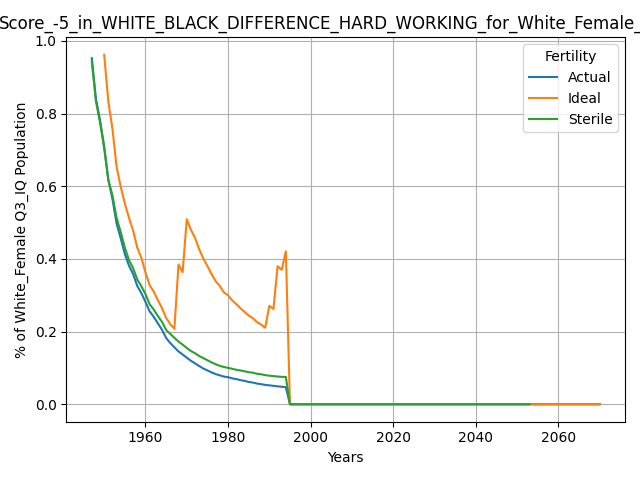 Score_-5_in_WHITE_BLACK_DIFFERENCE_HARD_WORKING_for_White_Female_
1.0
0.8
0.6
0.4
0.2
0.0
% of White_Female Q3_IQ Population
Fertility
Actual
Ideal
Sterile
1960
1980
2000
2020
2040
2060
Years